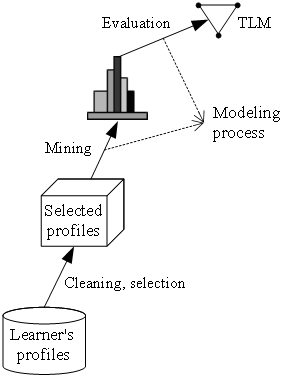 Evaluation
TLM
Modeling
process
Mining
Selected
profiles
Cleaning, selection
Learner's
profiles